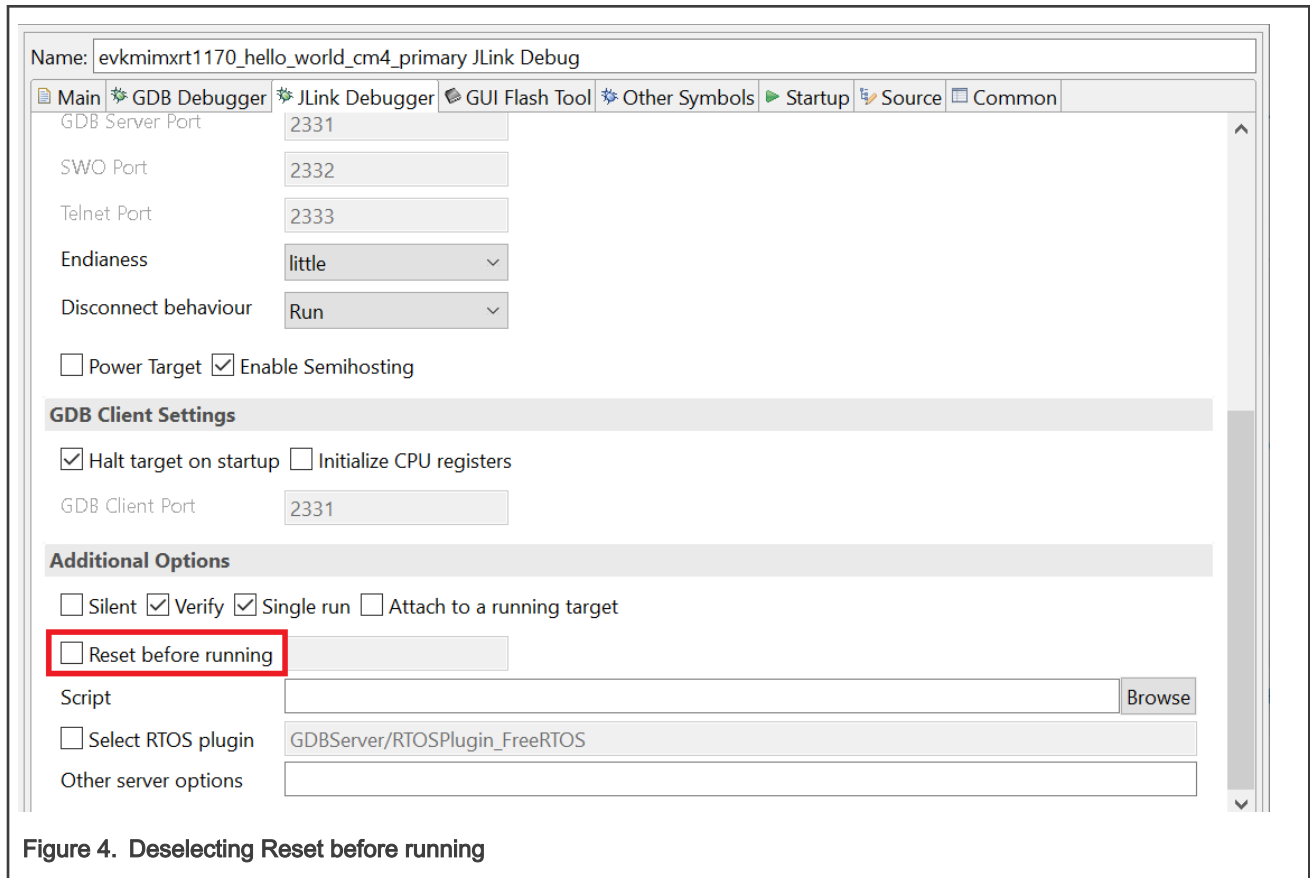 Name: evkmimxrt1170_hello_world_cm4_primary JLink Debug
Main GDB Debugger JLink Debugger GUI Flash Tool Other Symbols Startup Source Common
GDB Server Port 2331
SWO Port 2332
Telnet Port 2333
Endianess little
Disconnect behaviour Run
Power Target Enable Semihosting
GDB Client Settings
Halt target on startup Initialize CPU registers
GDB Client Port 2331
Additional Options
Silent Verify Single run Attach to a running target
Reset before running
Script Browse
Select RTOS plugin GDBServer/RTOSPlugin_FreeRTOS
Other server options
Figure 4. Deselecting Reset before running